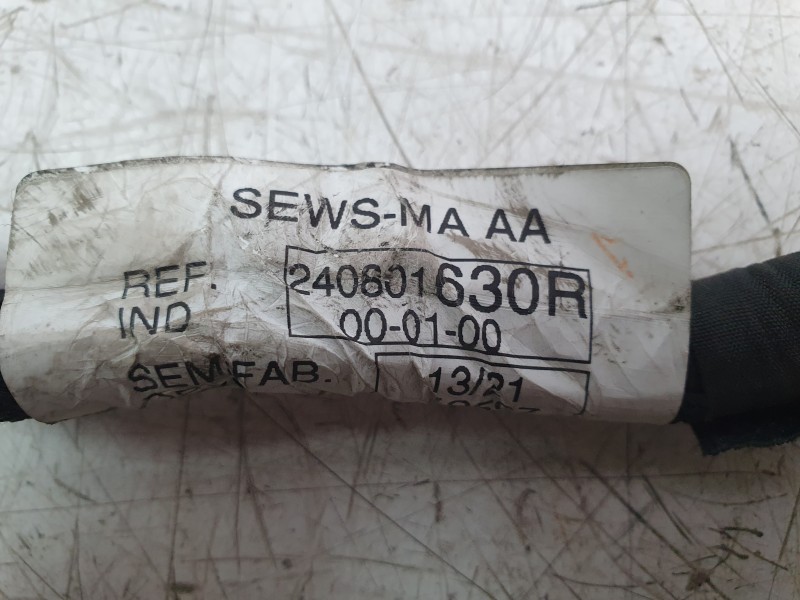 SEWS-MA AA
REF. 240601630R
IND 00-01-00
SEM.FAB. 13/21